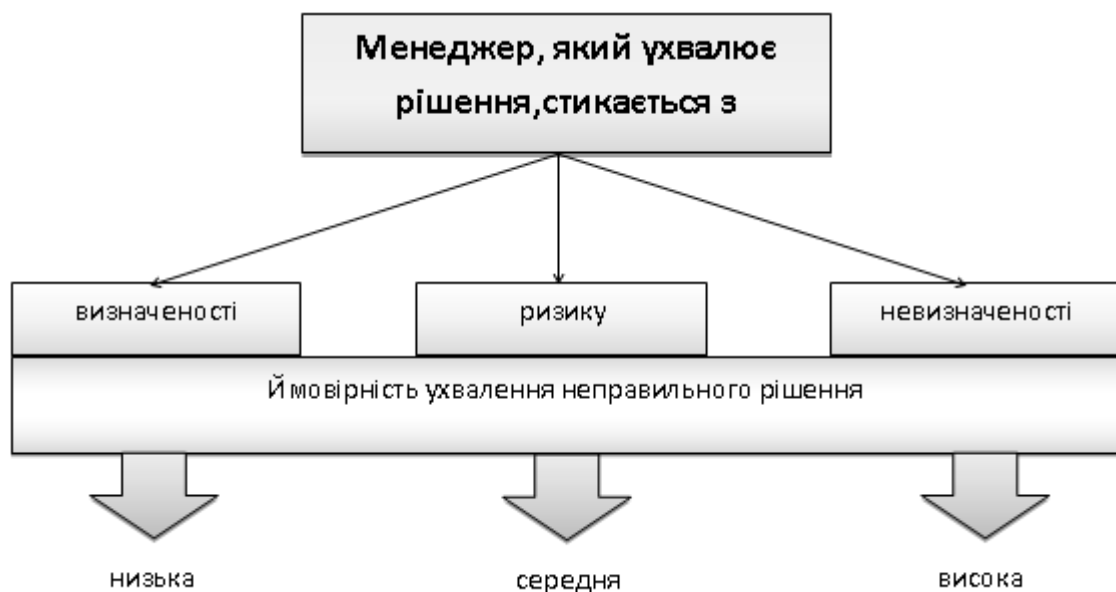 Менеджер, який ухвалює
рішення,стикається з
визначеності
ризику
невизначеності
Ймовірність ухвалення неправильного рішення
низька
середня
висока